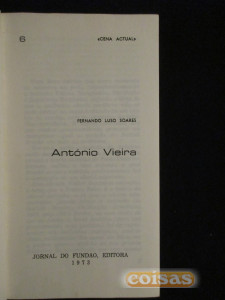 6 «CENA ACTUAL»
FERNANDO LUSO SOARES
António Vieira
JORNAL DO FUNDÃO, EDITORA
1973
coisas